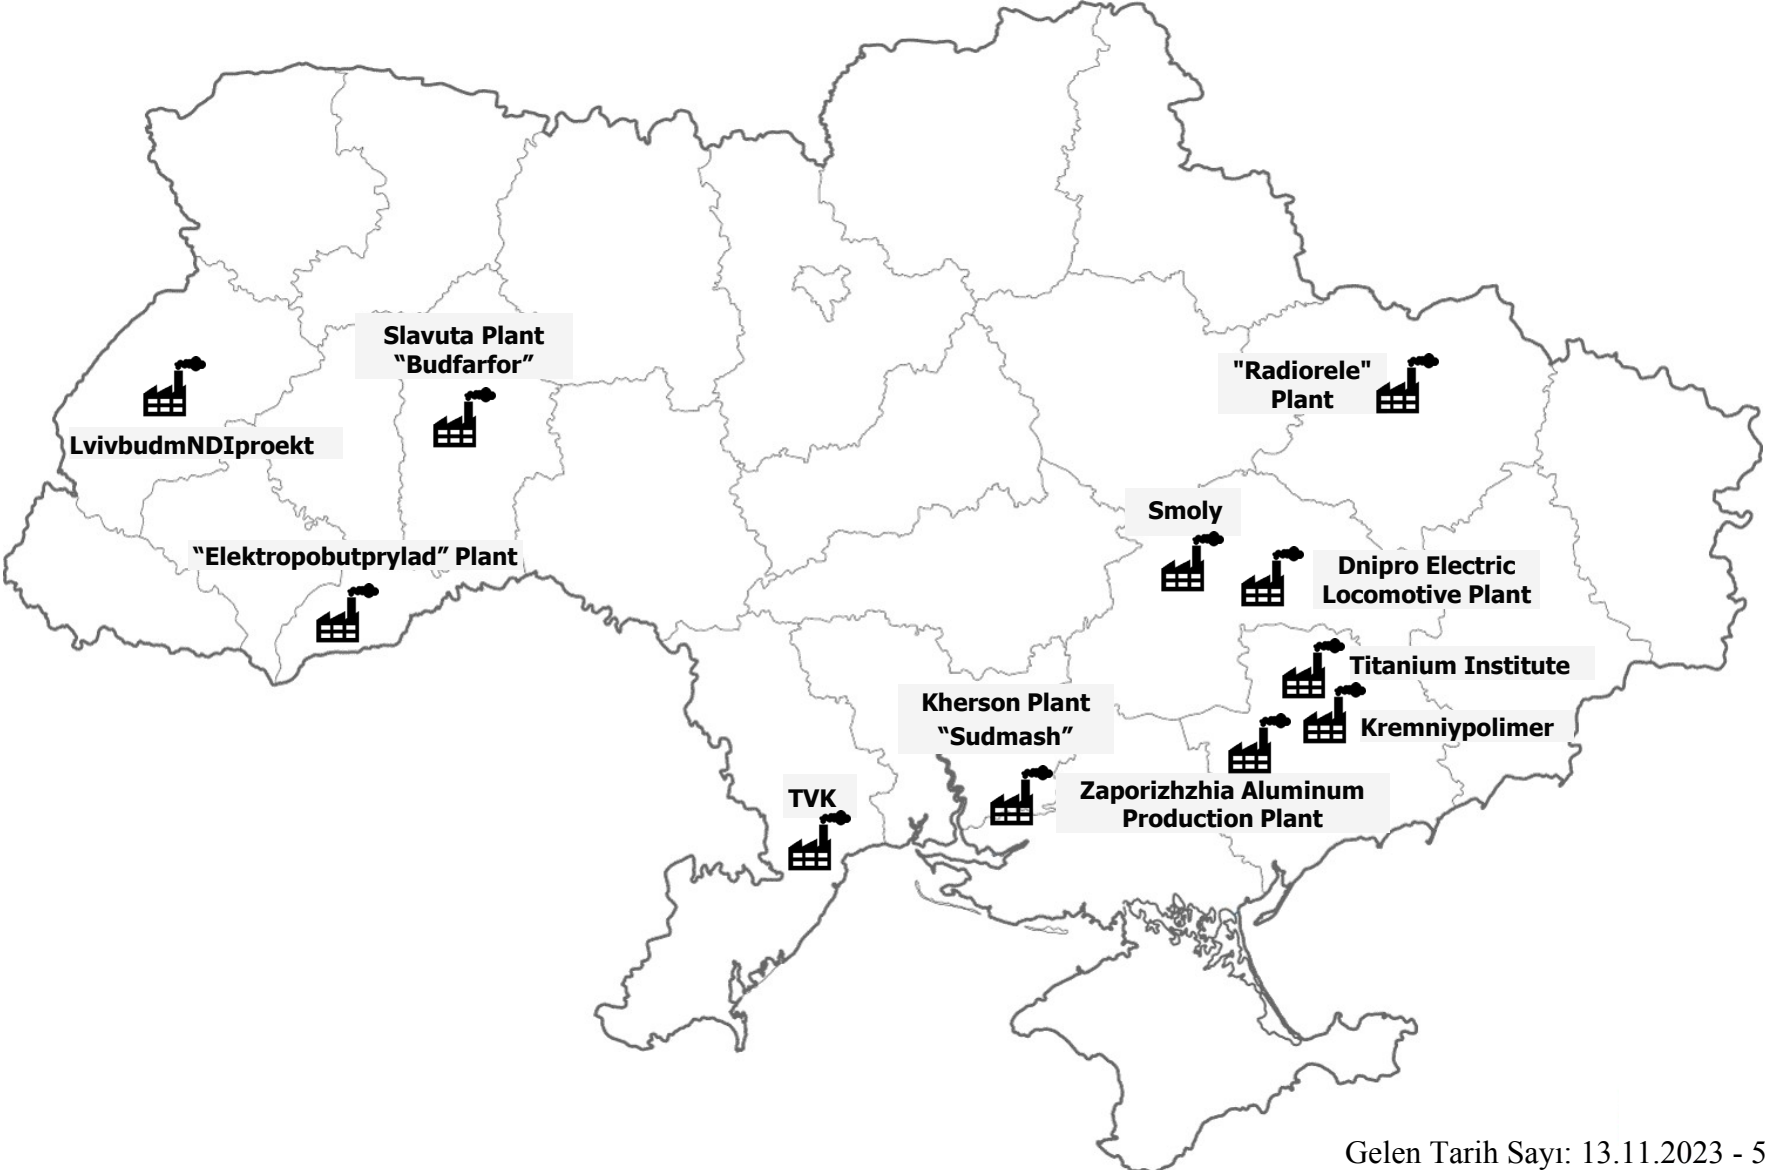 Slavuta Plant
“Budfarfor”
"Radiorele"
Plant
LvivbudmNDIproekt
Smoly
“Elektropobutprylad” Plant
Dnipro Electric
Locomotive Plant
Titanium Institute
Kherson Plant
“Sudmash”
Kremniypolimer
TVK
Zaporizhzhia Aluminum
Production Plant
Gelen Tarih Sayı: 13.11.2023 - 5